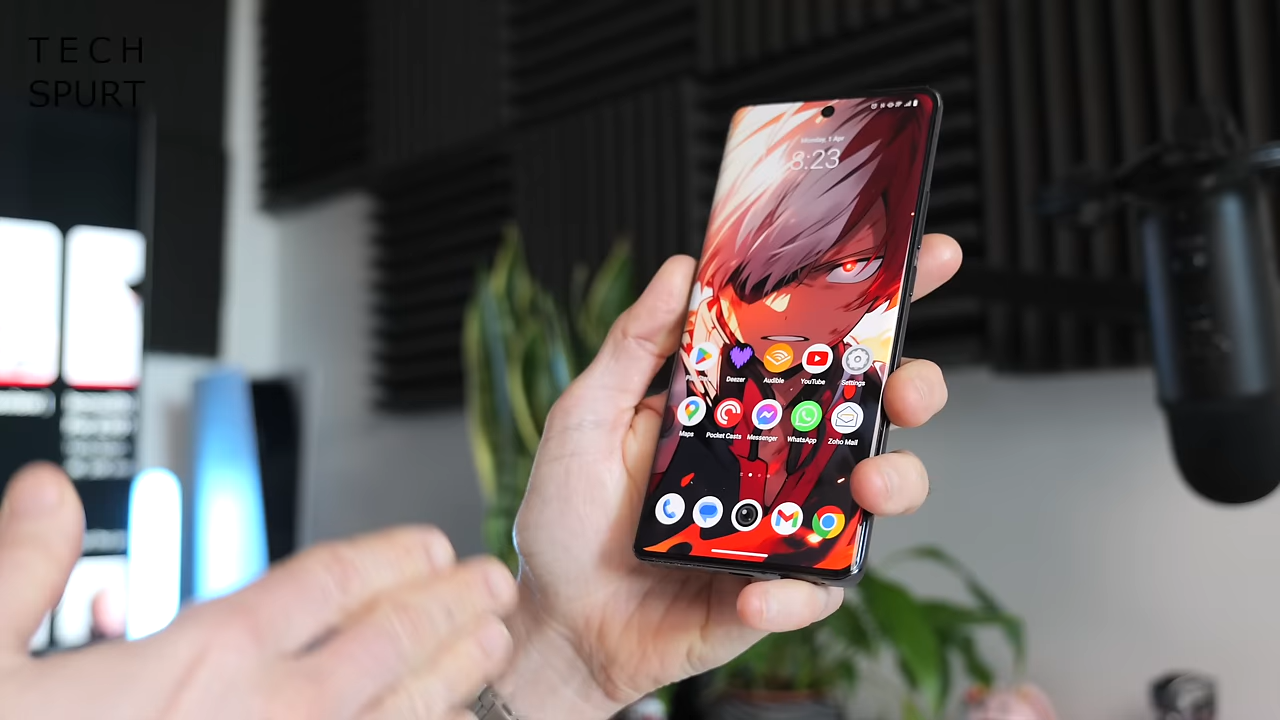 TECH
SPURT
Monday, 1 Apr
8:23
Deezer
Audible
YouTube
Settings
Maps
Pocket Casts
Messenger
WhatsApp
Zoho Mail